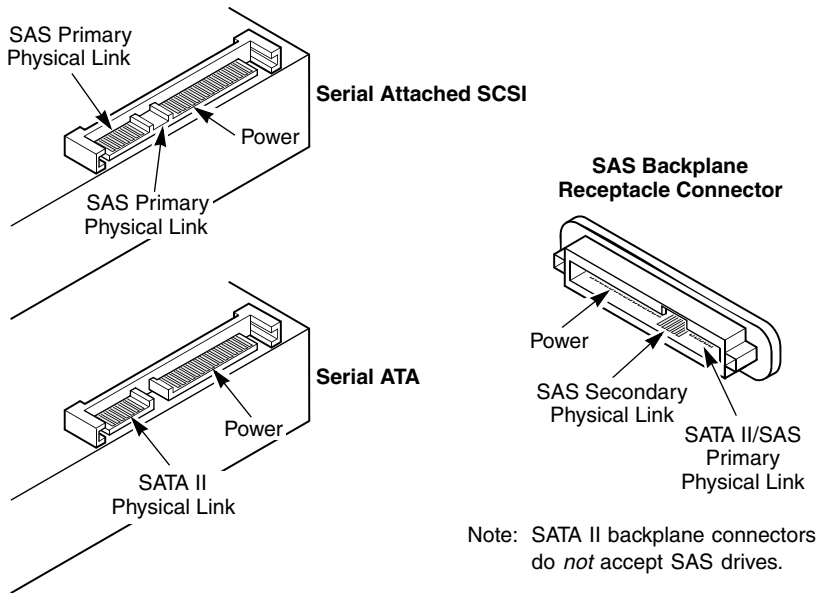 SAS Primary
Physical Link
Serial Attached SCSI
Power
SAS Primary
Physical Link
Serial ATA
Power
SATA II
Physical Link
SAS Backplane
Receptacle Connector
Power
SAS Secondary
Physical Link
SATA II/SAS
Primary
Physical Link
Note: SATA II backplane connectors
do not accept SAS drives.